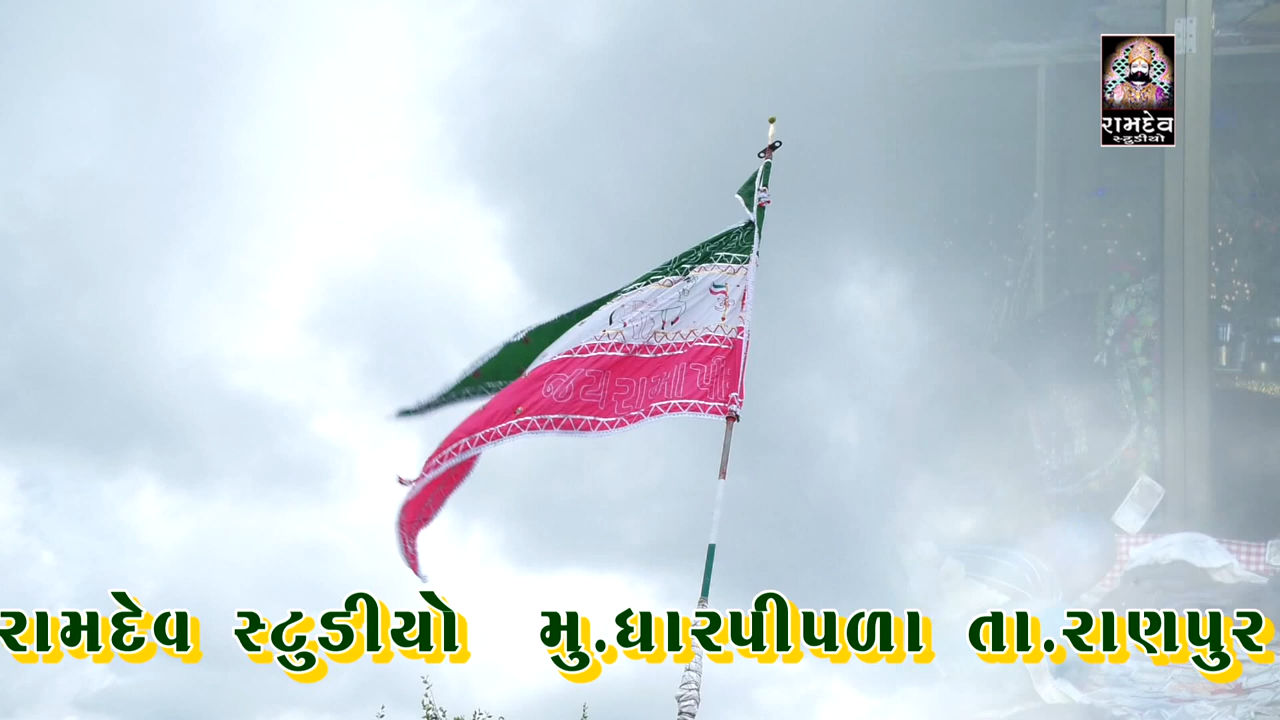 રામદેવ
સ્ટુડીયો
જય રામાપી
રામદેવ સ્ટુડીયો મુ.ધારપીપળા તા.રાણપુર